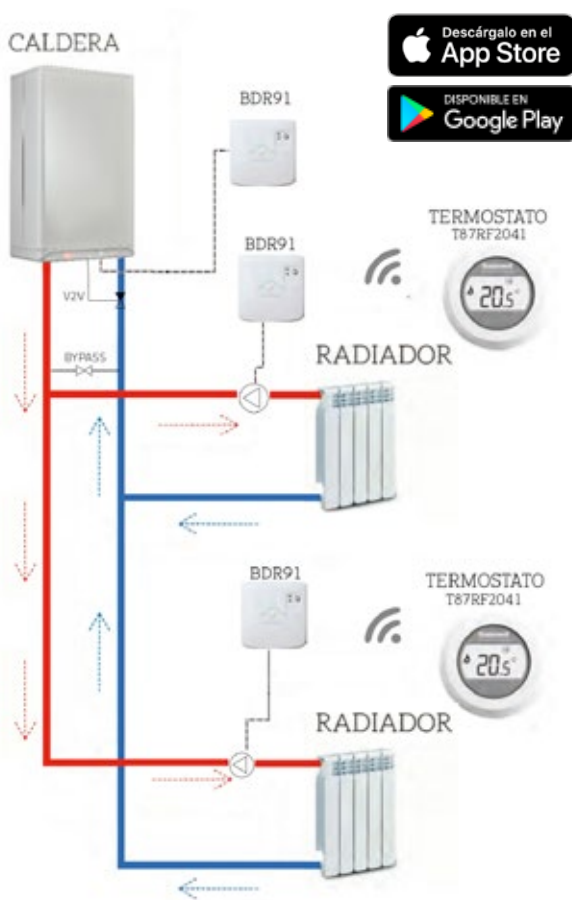 CALDERA
Descárgalo en el
App Store
DISPONIBLE EN
Google Play
BDR91
TERMOSTATO
T87RF2041
BDR91
20.5
V2V
BYPASS
RADIADOR
BDR91
TERMOSTATO
T87RF2041
20.5
RADIADOR